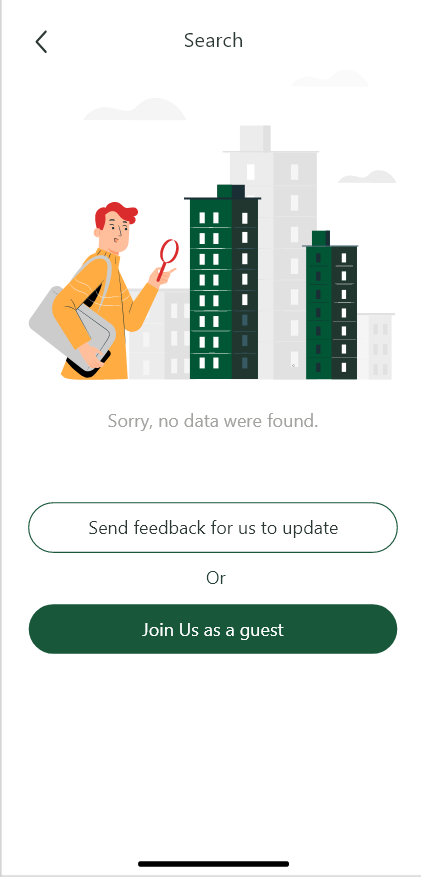 Search
Sorry, no data were found.
Send feedback for us to update
Or
Join Us as a guest